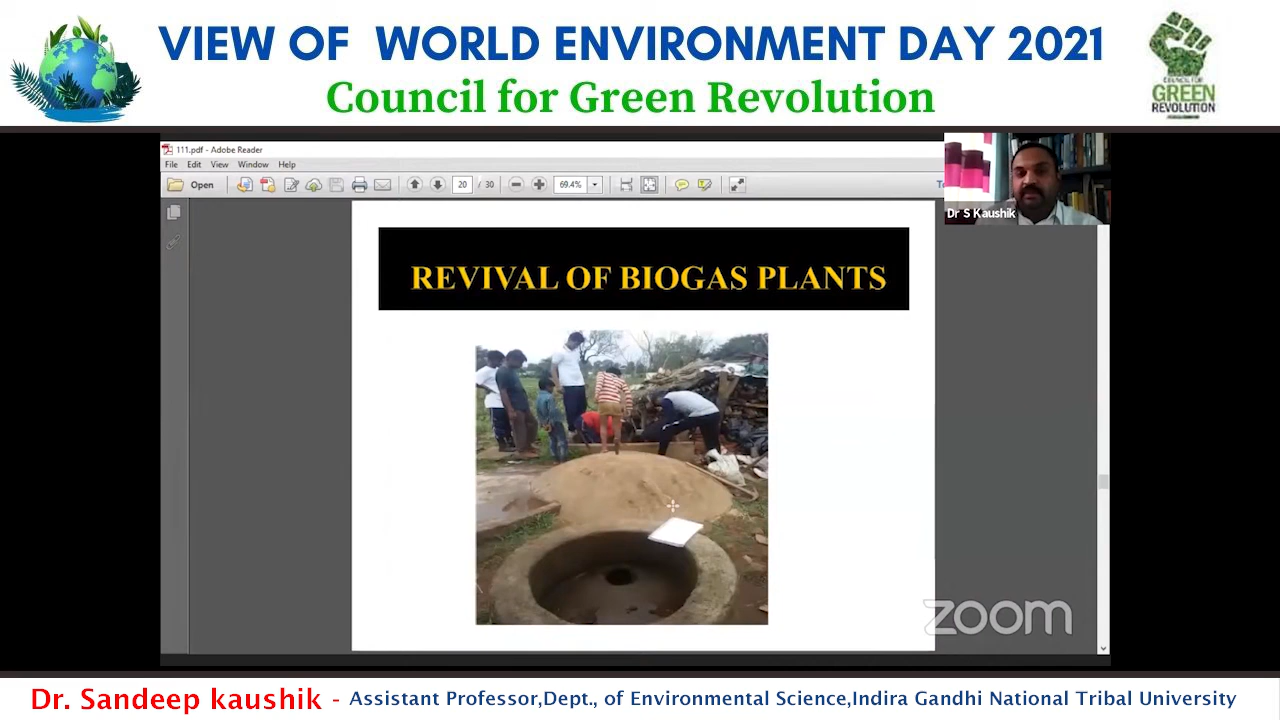 VIEW OF WORLD ENVIRONMENT DAY 2021
Council for Green Revolution
COUNCIL FOR
GREEN
REVOLUTION
111.pdf - Adobe Reader
File Edit View Window Help
Open 20 / 30 69.4%
Dr S Kaushik
REVIVAL OF BIOGAS PLANTS
zoom
Dr. Sandeep kaushik - Assistant Professor,Dept., of Environmental Science,Indira Gandhi National Tribal University